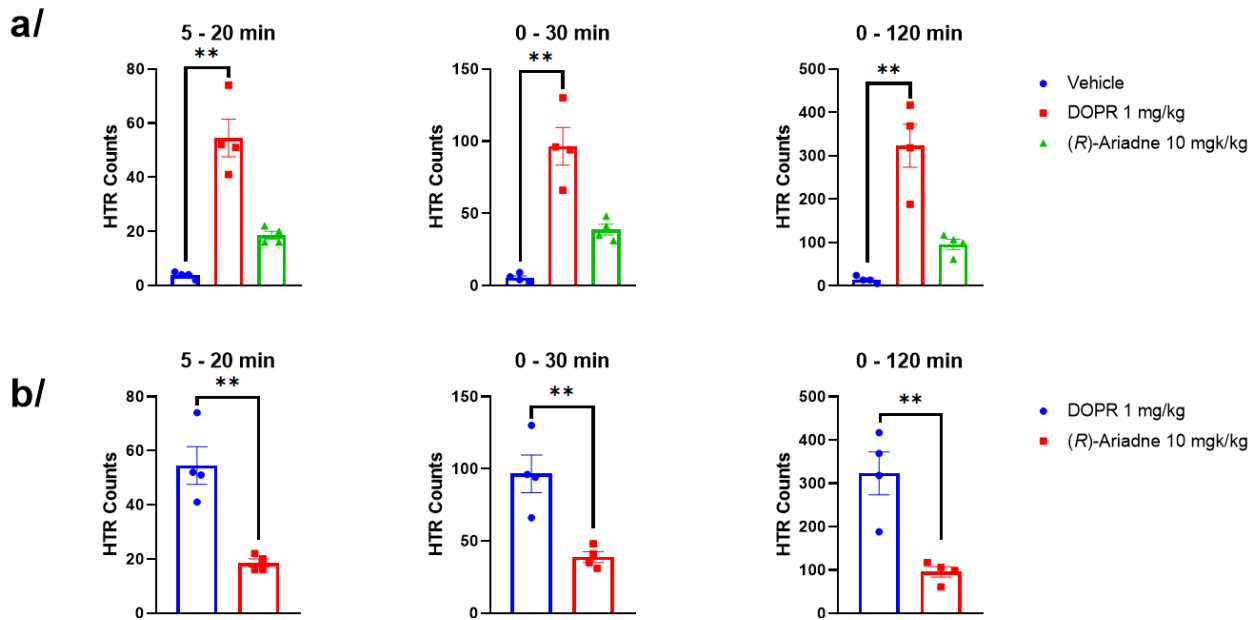 a/
5 - 20 min
**
HTR Counts
80
60
40
20
0
0 - 30 min
**
HTR Counts
150
100
50
0
0 - 120 min
**
HTR Counts
500
400
300
200
100
0
Vehicle
DOPR 1 mg/kg
(R)-Ariadne 10 mgk/kg
b/
5 - 20 min
**
HTR Counts
80
60
40
20
0
0 - 30 min
**
HTR Counts
150
100
50
0
0 - 120 min
**
HTR Counts
500
400
300
200
100
0
DOPR 1 mg/kg
(R)-Ariadne 10 mgk/kg